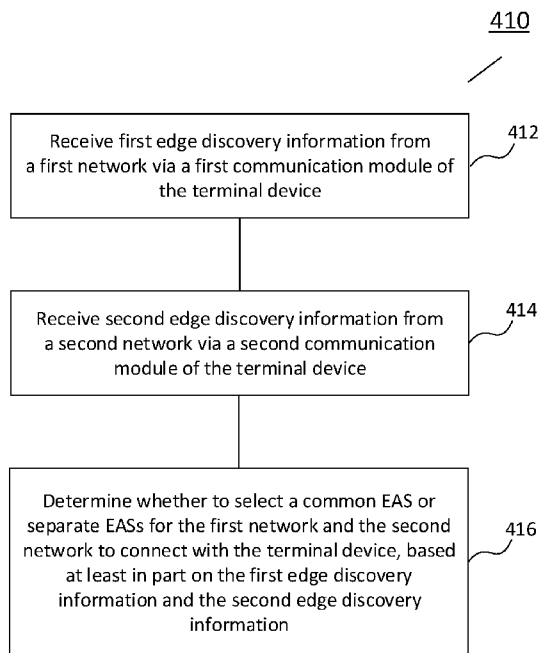 410
Receive first edge discovery information from
a first network via a first communication module of
the terminal device
412
Receive second edge discovery information from
a second network via a second communication
module of the terminal device
414
Determine whether to select a common EAS or
separate EASs for the first network and the second
network to connect with the terminal device, based
at least in part on the first edge discovery
information and the second edge discovery
information
416